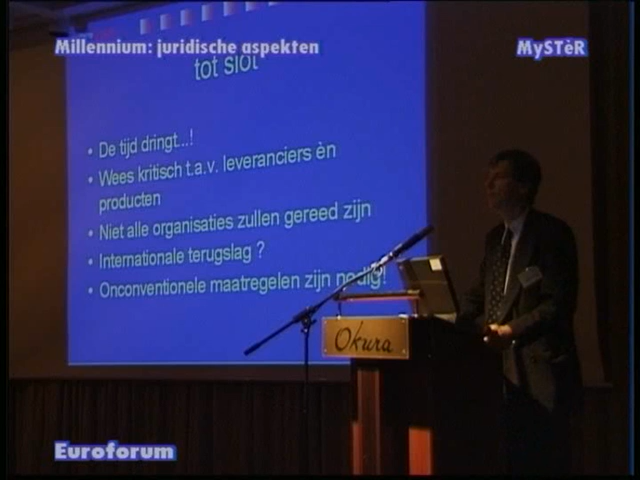 Millennium: juridische aspekten
MySTèR
tot slot
• De tijd dringt...!
• Wees kritisch t.a.v. leveranciers èn
producten
• Niet alle organisaties zullen gereed zijn
• Internationale terugslag ?
• Onconventionele maatregelen zijn nodig!
Okura
Euroforum